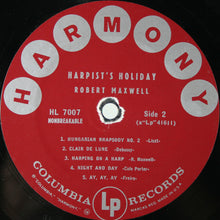 HARMONY
HARPIST'S HOLIDAY
ROBERT MAXWELL
HL 7007
NONBREAKABLE
Side 2
(x"Lp"41611)
1. HUNGARIAN RHAPSODY NO. 2 -Liszt-
2. CLAIR DE LUNE -Debussy-
3. HARPING ON A HARP -R. Maxwell-
4. NIGHT AND DAY -Cole Porter-
5. AY, AY, AY -Freire-
COLUMBIA Lp RECORDS